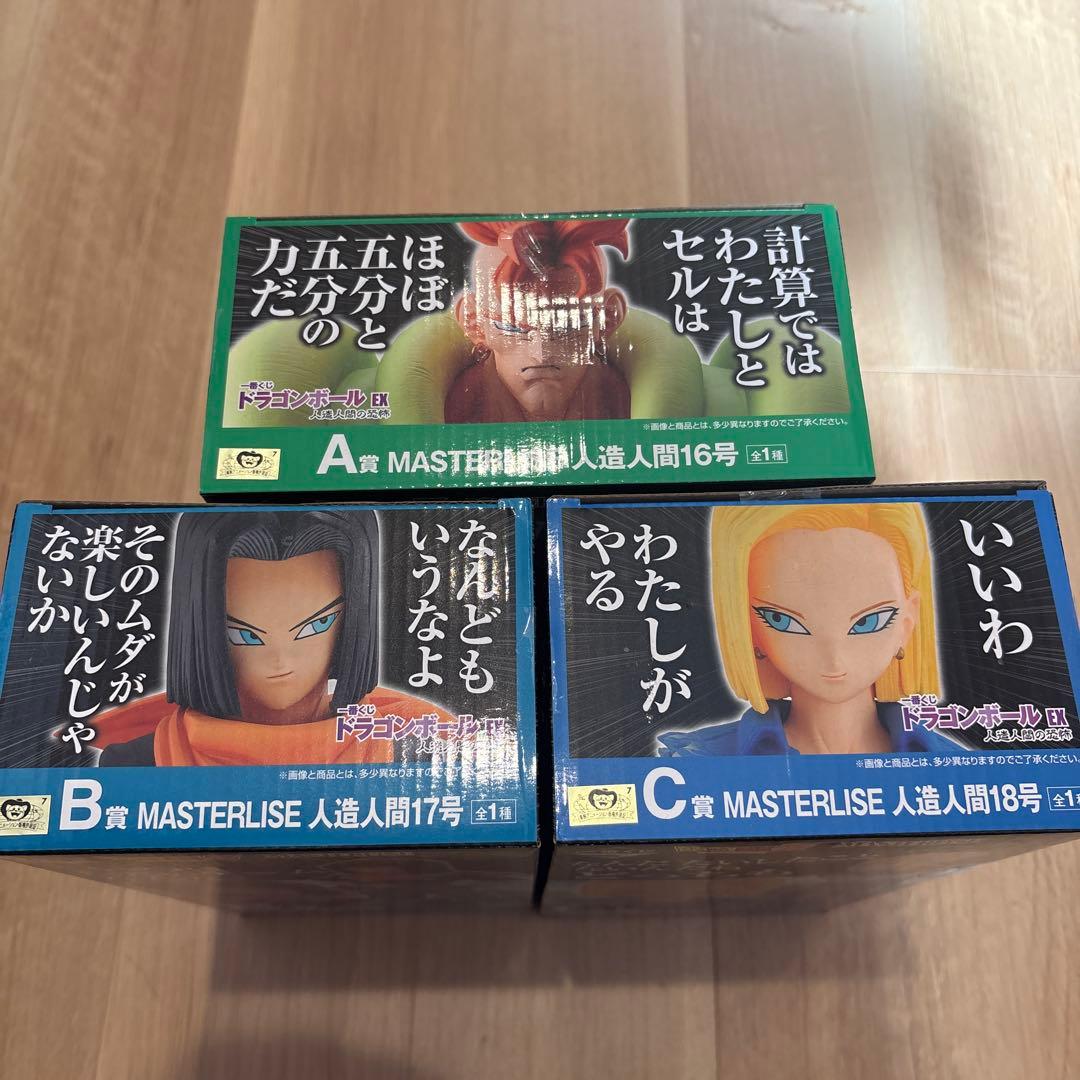 計算では
わたしと
セルは
ほぼ
五分と
五分の
力だ
一番くじ
ドラゴンボール EX
人造人間の恐怖
※画像と商品とは、多少異なりますのでご了承ください。
A賞 MASTERLISE 人造人間16号 全1種
なんども
いうなよ
そのムダが
楽しいんじゃ
ないか
一番くじ
ドラゴンボール EX
人造人間の恐怖
※画像と商品とは、多少異なりますのでご了承ください。
B賞 MASTERLISE 人造人間17号 全1種
いいわ
わたしが
やる
一番くじ
ドラゴンボール EX
人造人間の恐怖
※画像と商品とは、多少異なりますのでご了承ください。
C賞 MASTERLISE 人造人間18号 全1種